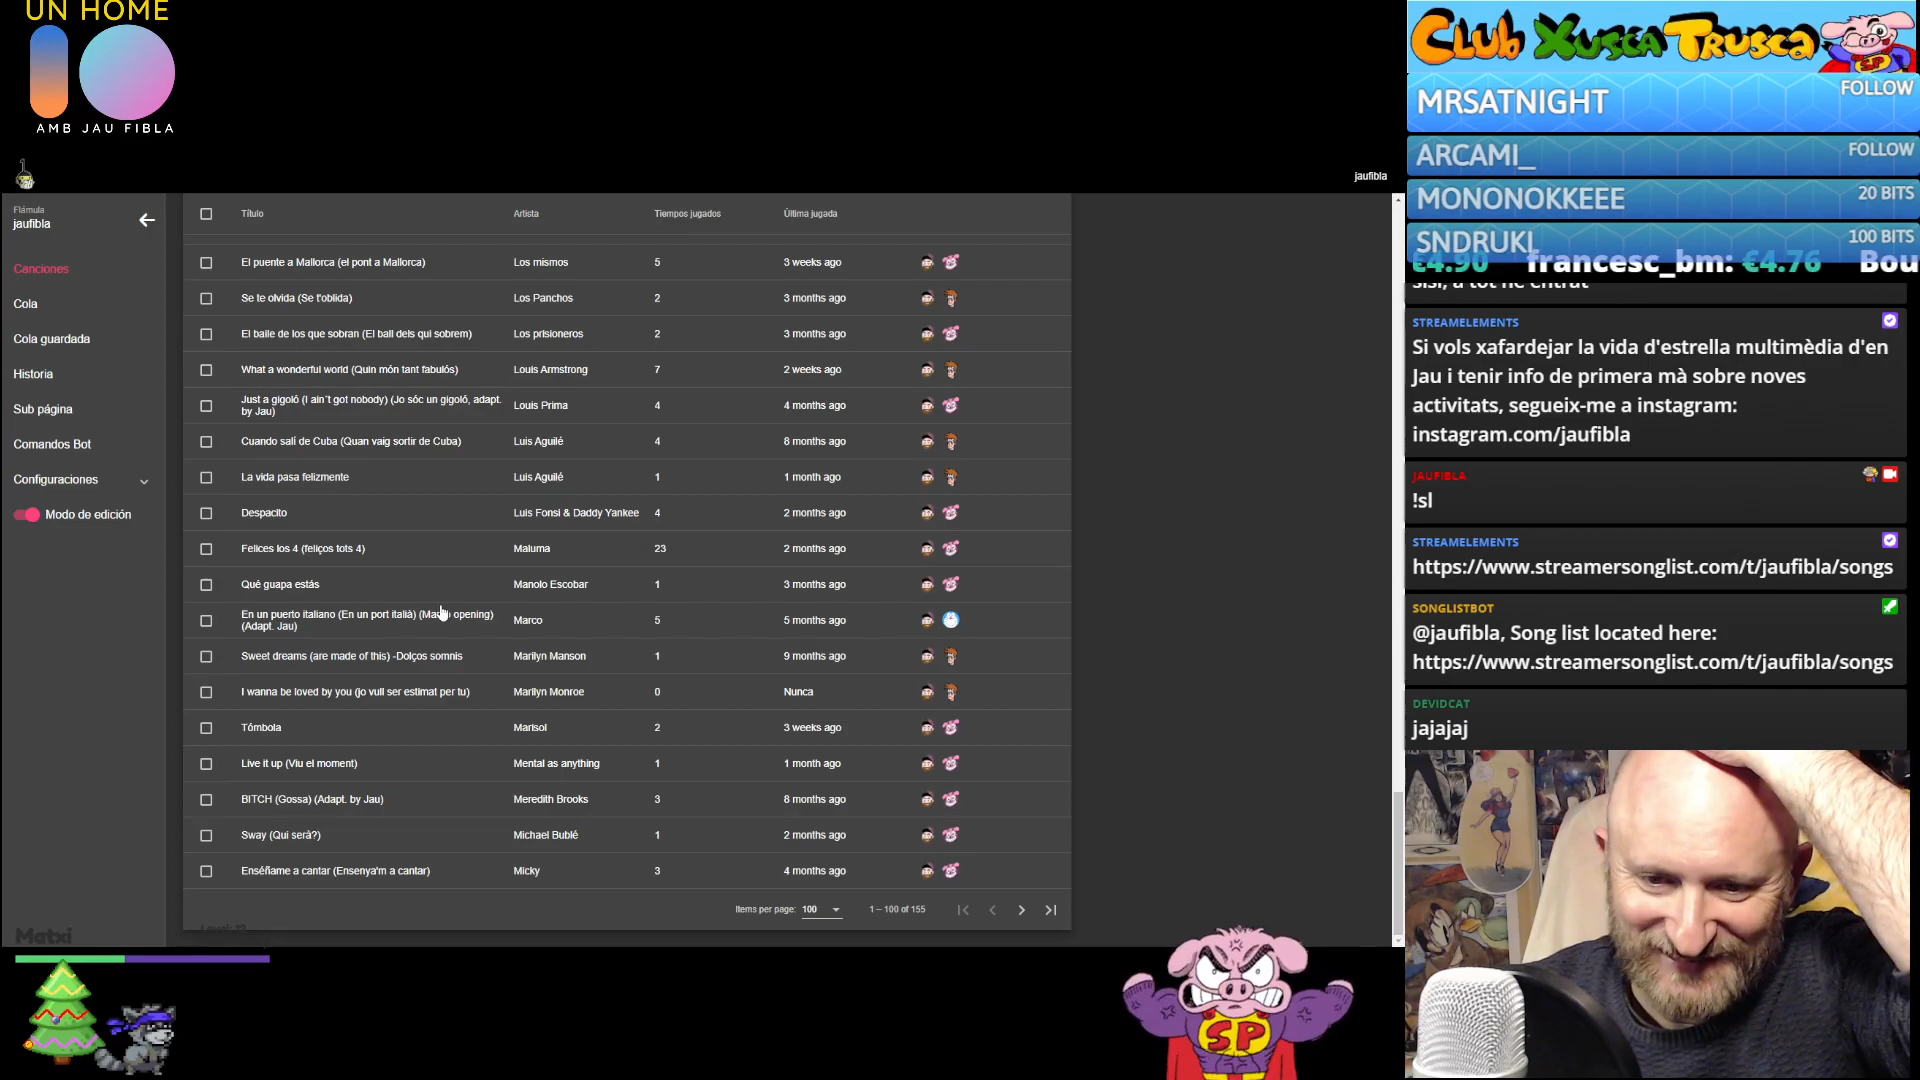 UN HOME
AMB JAU FIBLA
jaufibla
Flámula
jaufibla
Canciones
Cola
Cola guardada
Historia
Sub página
Comandos Bot
Configuraciones
Modo de edición
Título Artista Tiempos jugados Última jugada
El puente a Mallorca (el pont a Mallorca) Los mismos 5 3 weeks ago
Se te olvida (Se t'oblida) Los Panchos 2 3 months ago
El baile de los que sobran (El ball dels qui sobrem) Los prisioneros 2 3 months ago
What a wonderful world (Quin món tant fabulós) Louis Armstrong 7 2 weeks ago
Just a gigoló (I ain´t got nobody) (Jo sóc un gigoló, adapt. by Jau) Louis Prima 4 4 months ago
Cuando salí de Cuba (Quan vaig sortir de Cuba) Luis Aguilé 4 8 months ago
La vida pasa felizmente Luis Aguilé 1 1 month ago
Despacito Luis Fonsi & Daddy Yankee 4 2 months ago
Felices los 4 (feliços tots 4) Maluma 23 2 months ago
Qué guapa estás Manolo Escobar 1 3 months ago
En un puerto italiano (En un port italià) opening) (Adapt. Jau) Marco 5 5 months ago
Sweet dreams (are made of this) -Dolços somnis Marilyn Manson 1 9 months ago
I wanna be loved by you (jo vull ser estimat per tu) Marilyn Monroe 0 Nunca
Tómbola Marisol 2 3 weeks ago
Live it up (Viu el moment) Mental as anything 1 1 month ago
BITCH (Gossa) (Adapt. by Jau) Meredith Brooks 3 8 months ago
Sway (Qui serà?) Michael Bublé 1 2 months ago
Enséñame a cantar (Ensenya'm a cantar) Micky 3 4 months ago
Items per page: 100 1 – 100 of 155
Matxi
CLUB XUSCA TRUSCA
SP
MRSATNIGHT FOLLOW
ARCAMI_ FOLLOW
MONONOKKEEE 20 BITS
SNDRUKI 100 BITS
€4.90 francesc_bm: €4.76 Bou
sisi, a tot he entrat
STREAMELEMENTS
Si vols xafardejar la vida d'estrella multimèdia d'en
Jau i tenir info de primera mà sobre noves
activitats, segueix-me a instagram:
instagram.com/jaufibla
JAUFIBLA
!sl
STREAMELEMENTS
https://www.streamersonglist.com/t/jaufibla/songs
SONGLISTBOT
@jaufibla, Song list located here:
https://www.streamersonglist.com/t/jaufibla/songs
DEVIDCAT
jajajaj
SP